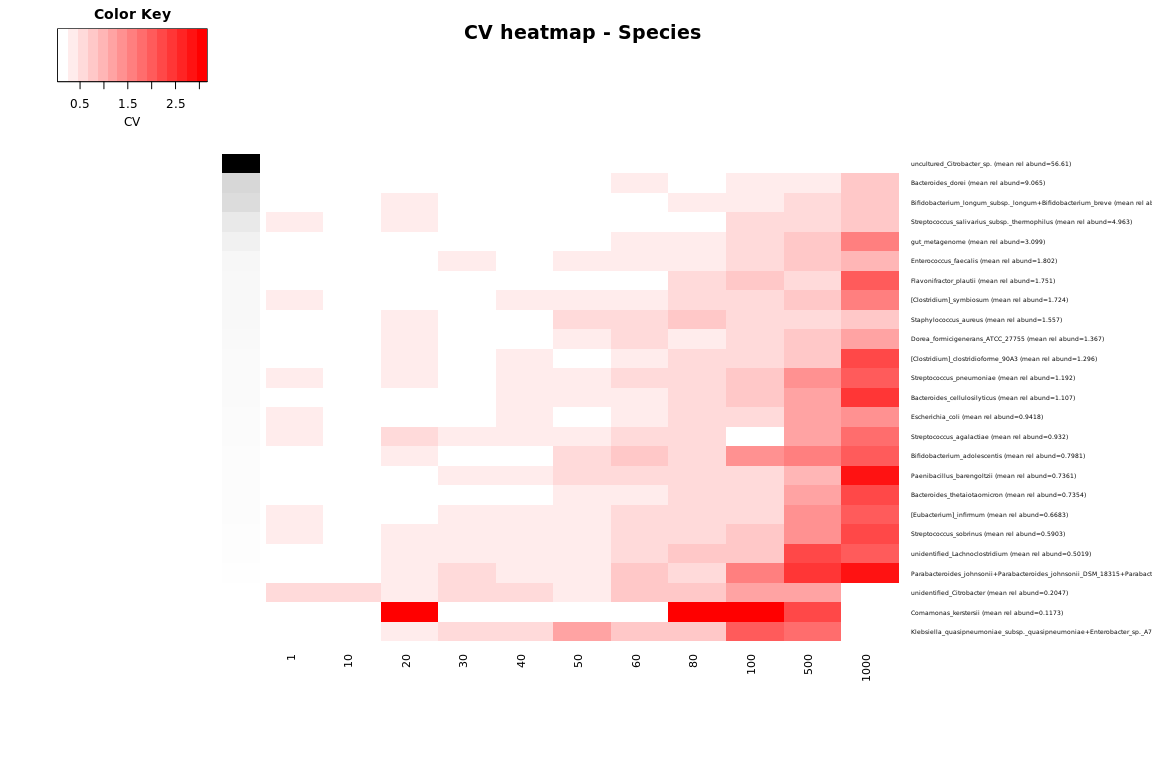 Color Key
CV heatmap - Species
0.5 1.5 2.5
CV
uncultured_Citrobacter_sp. (mean rel abund=56.61)
Bacteroides_dorei (mean rel abund=9.065)
Bifidobacterium_longum_subsp._longum+Bifidobacterium_breve (mean rel ab
Streptococcus_salivarius_subsp._thermophilus (mean rel abund=4.963)
gut_metagenome (mean rel abund=3.099)
Enterococcus_faecalis (mean rel abund=1.802)
Flavonifractor_plautii (mean rel abund=1.751)
[Clostridium]_symbiosum (mean rel abund=1.724)
Staphylococcus_aureus (mean rel abund=1.557)
Dorea_formicigenerans_ATCC_27755 (mean rel abund=1.367)
[Clostridium]_clostridioforme_90A3 (mean rel abund=1.296)
Streptococcus_pneumoniae (mean rel abund=1.192)
Bacteroides_cellulosilyticus (mean rel abund=1.107)
Escherichia_coli (mean rel abund=0.9418)
Streptococcus_agalactiae (mean rel abund=0.932)
Bifidobacterium_adolescentis (mean rel abund=0.7981)
Paenibacillus_barengoltzii (mean rel abund=0.7361)
Bacteroides_thetaiotaomicron (mean rel abund=0.7354)
[Eubacterium]_infirmum (mean rel abund=0.6683)
Streptococcus_sobrinus (mean rel abund=0.5903)
unidentified_Lachnoclostridium (mean rel abund=0.5019)
Parabacteroides_johnsonii+Parabacteroides_johnsonii_DSM_18315+Parabact
unidentified_Citrobacter (mean rel abund=0.2047)
Comamonas_kerstersii (mean rel abund=0.1173)
Klebsiella_quasipneumoniae_subsp._quasipneumoniae+Enterobacter_sp._A7
1 10 20 30 40 50 60 80 100 500 1000